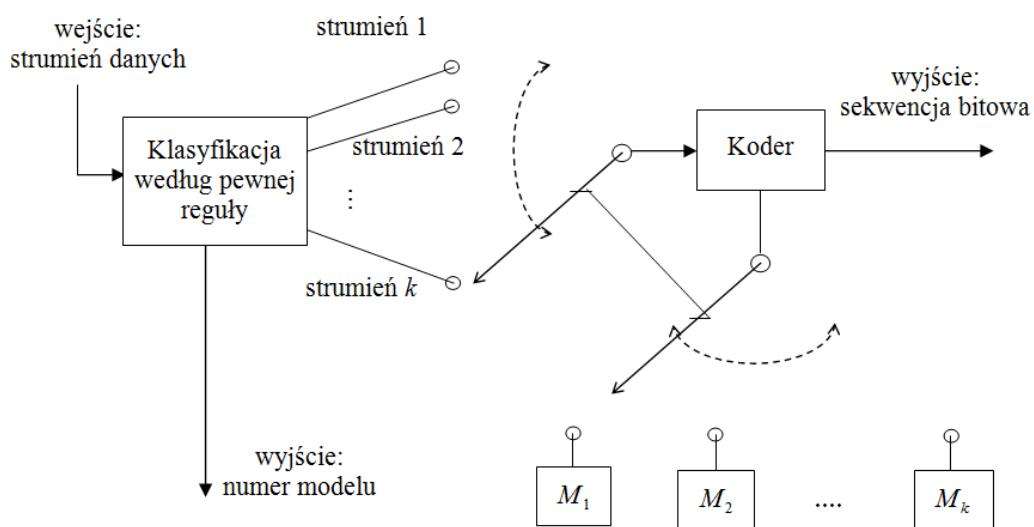 wejście:
strumień danych
strumień 1
strumień 2
⋮
strumień k
Klasyfikacja
według pewnej
reguły
Koder
wyjście:
sekwencja bitowa
wyjście:
numer modelu
M₁
M₂
....
Mₖ